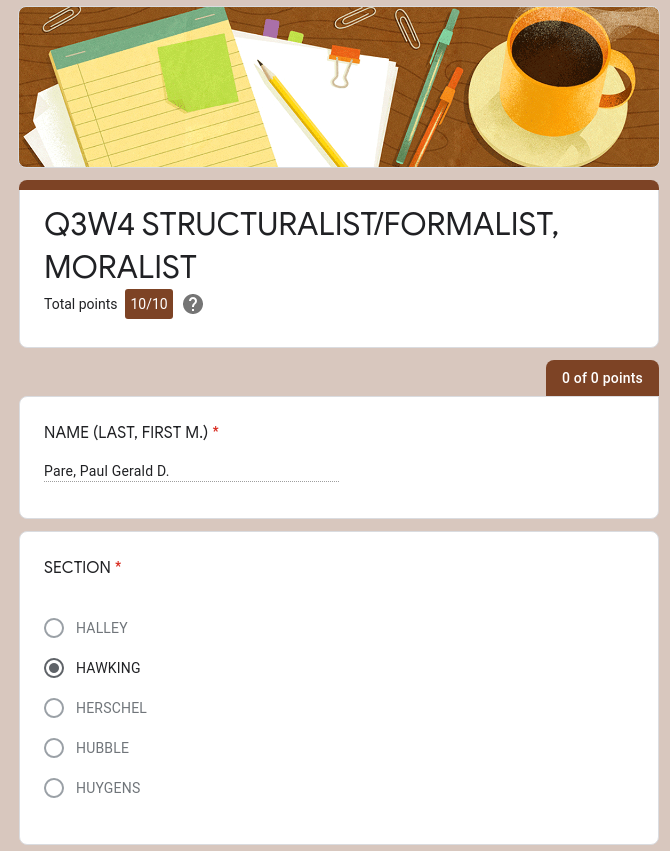 Q3W4 STRUCTURALIST/FORMALIST,
MORALIST
Total points 10/10 ?
0 of 0 points
NAME (LAST, FIRST M.) *
Pare, Paul Gerald D.
SECTION *
HALLEY
HAWKING
HERSCHEL
HUBBLE
HUYGENS